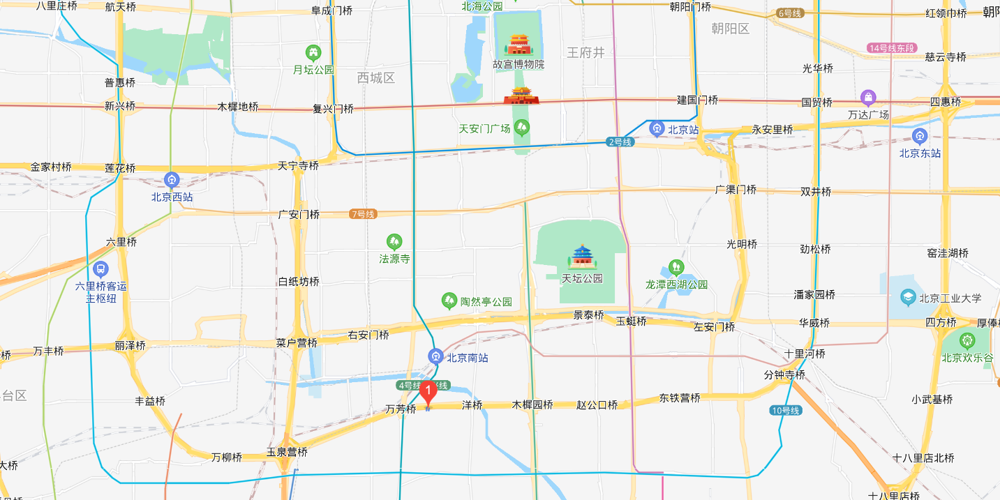 八里庄桥
航天桥
阜成门桥
北海公园
朝阳门桥
6号线
红领巾桥
朝阳
朝阳区
王府井
14号线东段
慈云寺桥
月坛公园
西城区
故宫博物院
光华桥
普惠桥
新兴桥
木樨地桥
复兴门桥
建国门桥
国贸桥
万达广场
四惠桥
天安门广场
2号线
北京站
永安里桥
北京东站
金家村桥
莲花桥
天宁寺桥
北京西站
广渠门桥
双井桥
广安门桥
7号线
六里桥
光明桥
劲松桥
窑洼湖桥
法源寺
六里桥客运
主枢纽
白纸坊桥
天坛公园
龙潭西湖公园
潘家园桥
北京工业大学
陶然亭公园
景泰桥
玉蜓桥
左安门桥
华威桥
四方桥
厚俸桥
桥
万丰桥
丽泽桥
菜户营桥
右安门桥
北京南站
十里河桥
北京欢乐谷
分钟寺桥
4号线
线
1
台区
丰益桥
万芳桥
洋桥
木樨园桥
赵公口桥
东铁营桥
10号线
小武基桥
大桥
万柳桥
玉泉营桥
十八里店北桥
十八里店桥